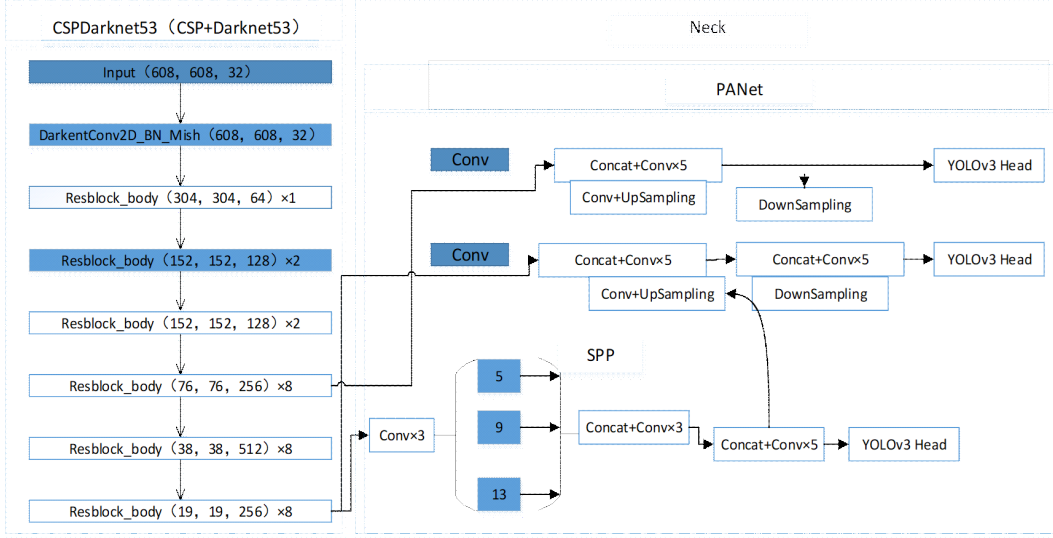 CSPDarknet53（CSP+Darknet53）
Input（608, 608, 32）
DarkentConv2D_BN_Mish（608, 608, 32）
Resblock_body（304, 304, 64）×1
Resblock_body（152, 152, 128）×2
Resblock_body（152, 152, 128）×2
Resblock_body（76, 76, 256）×8
Resblock_body（38, 38, 512）×8
Resblock_body（19, 19, 256）×8
Neck
PANet
Conv
Concat+Conv×5
YOLOv3 Head
Conv+UpSampling
DownSampling
Conv
Concat+Conv×5
Concat+Conv×5
YOLOv3 Head
Conv+UpSampling
DownSampling
SPP
5
9
13
Conv×3
Concat+Conv×3
Concat+Conv×5
YOLOv3 Head